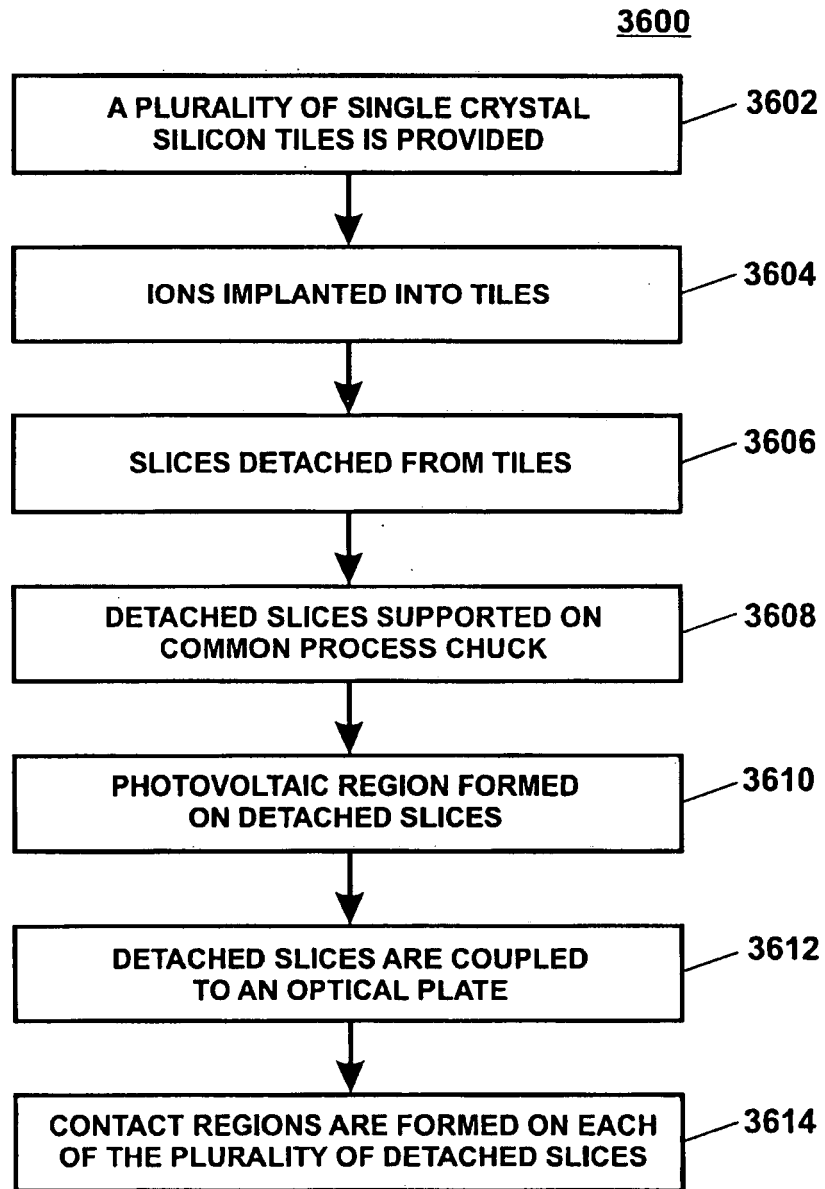 3600
A PLURALITY OF SINGLE CRYSTAL
SILICON TILES IS PROVIDED
3602
IONS IMPLANTED INTO TILES
3604
SLICES DETACHED FROM TILES
3606
DETACHED SLICES SUPPORTED ON
COMMON PROCESS CHUCK
3608
PHOTOVOLTAIC REGION FORMED
ON DETACHED SLICES
3610
DETACHED SLICES ARE COUPLED
TO AN OPTICAL PLATE
3612
CONTACT REGIONS ARE FORMED ON EACH
OF THE PLURALITY OF DETACHED SLICES
3614